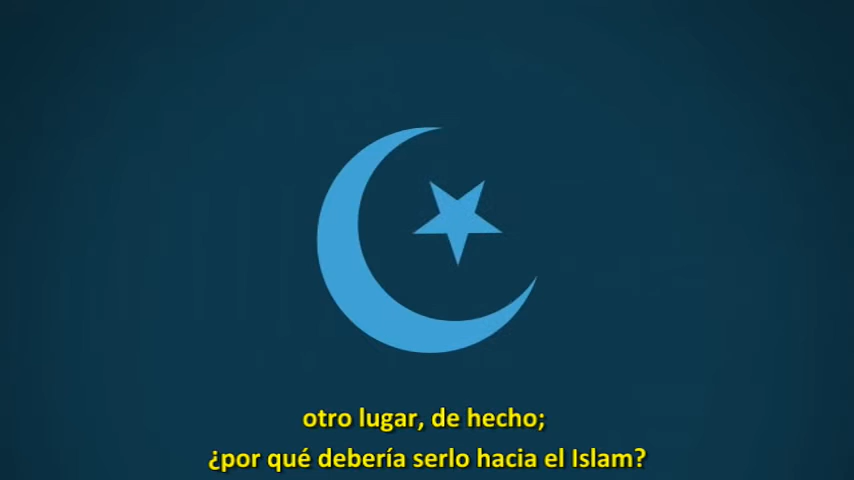 otro lugar, de hecho;
¿por qué debería serlo hacia el Islam?